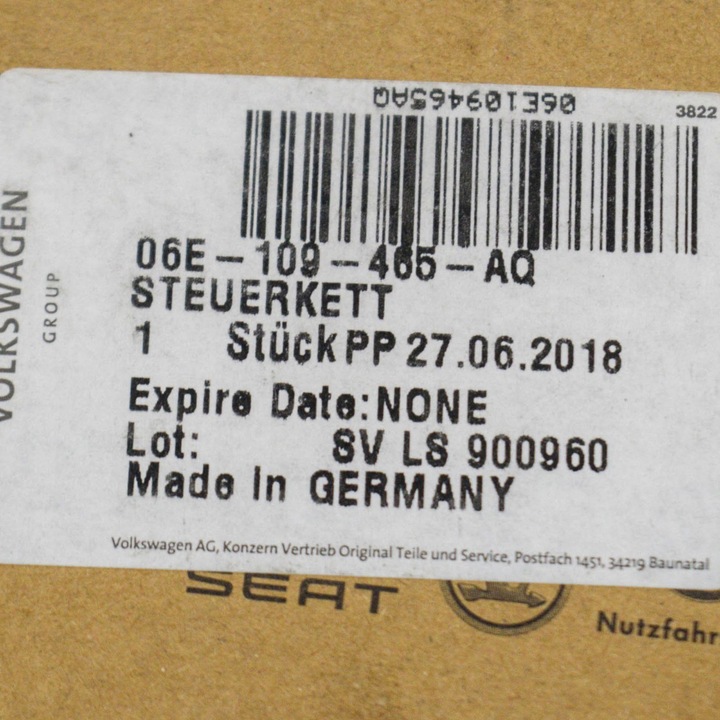 06E109465AQ
3822
VOLKSWAGEN
GROUP
06E-109-465-AQ
STEUERKETT
1 Stück PP 27.06.2018
Expire Date:NONE
Lot: SV LS 900960
Made In GERMANY
Volkswagen AG, Konzern Vertrieb Original Teile und Service, Postfach 1451, 34219 Baunatal
SEAT
Nutzfahr